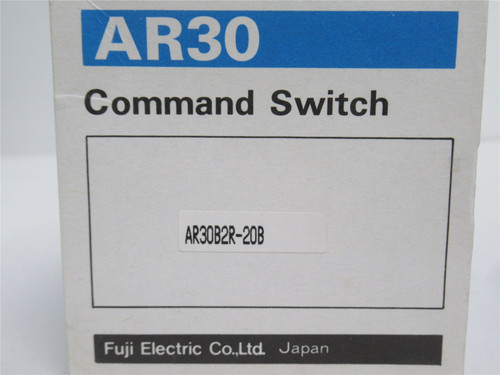 AR30
Command Switch
AR30B2R-20B
Fuji Electric Co.,Ltd. Japan